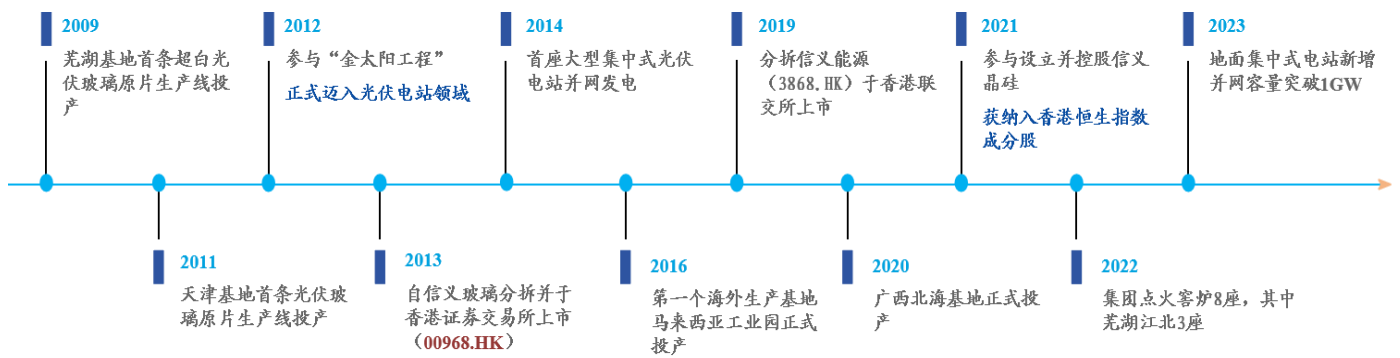 2009
芜湖基地首条超白光
伏玻璃原片生产线投
产
2012
参与“金太阳工程”
正式迈入光伏电站领域
2014
首座大型集中式光伏
电站并网发电
2019
分拆信义能源
（3868.HK）于香港联
交所上市
2021
参与设立并控股信义
晶硅
获纳入香港恒生指数
成分股
2023
地面集中式电站新增
并网容量突破1GW
2011
天津基地首条光伏玻
璃原片生产线投产
2013
自信义玻璃分拆并于
香港证券交易所上市
（00968.HK）
2016
第一个海外生产基地
马来西亚工业园正式
投产
2020
广西北海基地正式投
产
2022
集团点火窑炉8座，其中
芜湖江北3座